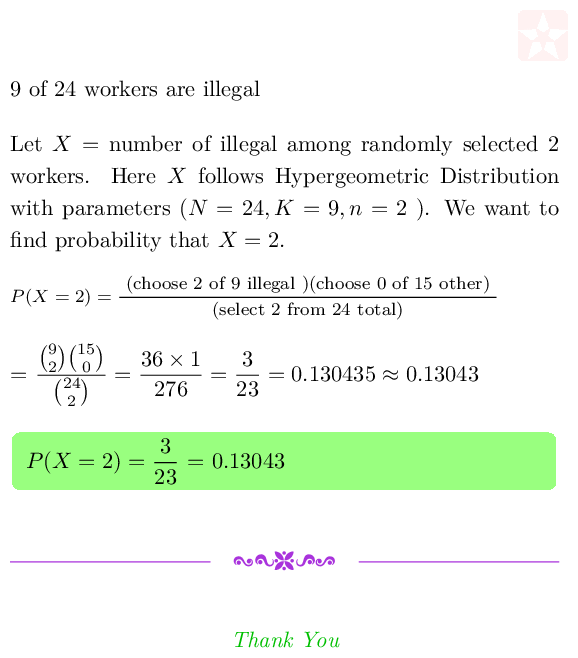 9 of 24 workers are illegal
Let X = number of illegal among randomly selected 2
workers. Here X follows Hypergeometric Distribution
with parameters (N = 24, K = 9, n = 2 ). We want to
find probability that X = 2.
P(X = 2) = \frac{(choose 2 of 9 illegal )(choose 0 of 15 other)}{(select 2 from 24 total)}
= \frac{\binom{9}{2}\binom{15}{0}}{\binom{24}{2}} = \frac{36 × 1}{276} = \frac{3}{23} = 0.130435 ≈ 0.13043
P(X = 2) = \frac{3}{23} = 0.13043
Thank You